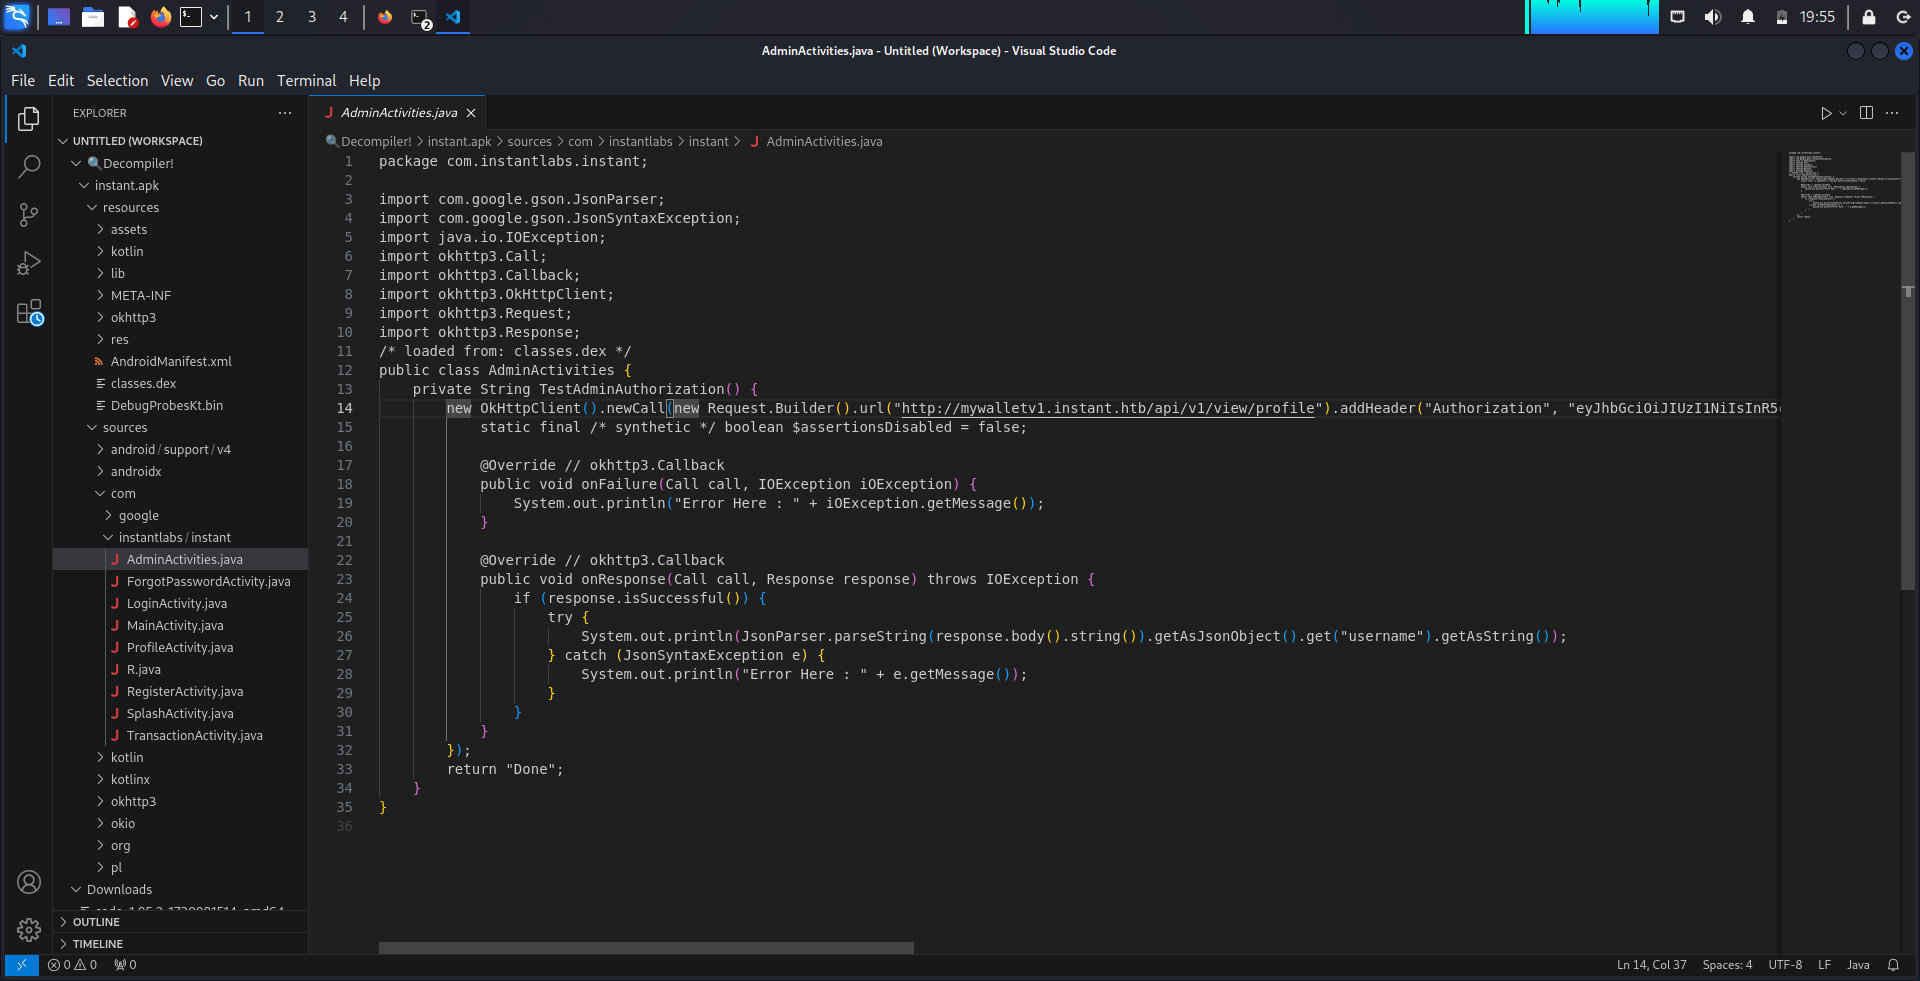 1 2 3 4 2 19:55
AdminActivities.java - Untitled (Workspace) - Visual Studio Code
File Edit Selection View Go Run Terminal Help
EXPLORER
UNTITLED (WORKSPACE)
🔍Decompiler!
instant.apk
resources
assets
kotlin
lib
META-INF
okhttp3
res
AndroidManifest.xml
classes.dex
DebugProbesKt.bin
sources
android / support / v4
androidx
com
google
instantlabs / instant
AdminActivities.java
ForgotPasswordActivity.java
LoginActivity.java
MainActivity.java
ProfileActivity.java
R.java
RegisterActivity.java
SplashActivity.java
TransactionActivity.java
kotlin
kotlinx
okhttp3
okio
org
pl
Downloads
OUTLINE
TIMELINE
AdminActivities.java
🔍Decompiler! > instant.apk > sources > com > instantlabs > instant > AdminActivities.java
1 package com.instantlabs.instant;
2
3 import com.google.gson.JsonParser;
4 import com.google.gson.JsonSyntaxException;
5 import java.io.IOException;
6 import okhttp3.Call;
7 import okhttp3.Callback;
8 import okhttp3.OkHttpClient;
9 import okhttp3.Request;
10 import okhttp3.Response;
11 /* loaded from: classes.dex */
12 public class AdminActivities {
13 private String TestAdminAuthorization() {
14 new OkHttpClient().newCall(new Request.Builder().url("http://mywalletv1.instant.htb/api/v1/view/profile").addHeader("Authorization", "eyJhbGciOiJIUzI1NiIsInR5
15 static final /* synthetic */ boolean $assertionsDisabled = false;
16
17 @Override // okhttp3.Callback
18 public void onFailure(Call call, IOException iOException) {
19 System.out.println("Error Here : " + iOException.getMessage());
20 }
21
22 @Override // okhttp3.Callback
23 public void onResponse(Call call, Response response) throws IOException {
24 if (response.isSuccessful()) {
25 try {
26 System.out.println(JsonParser.parseString(response.body().string()).getAsJsonObject().get("username").getAsString());
27 } catch (JsonSyntaxException e) {
28 System.out.println("Error Here : " + e.getMessage());
29 }
30 }
31 }
32 });
33 return "Done";
34 }
35 }
36
0 0 0
Ln 14, Col 37 Spaces: 4 UTF-8 LF Java